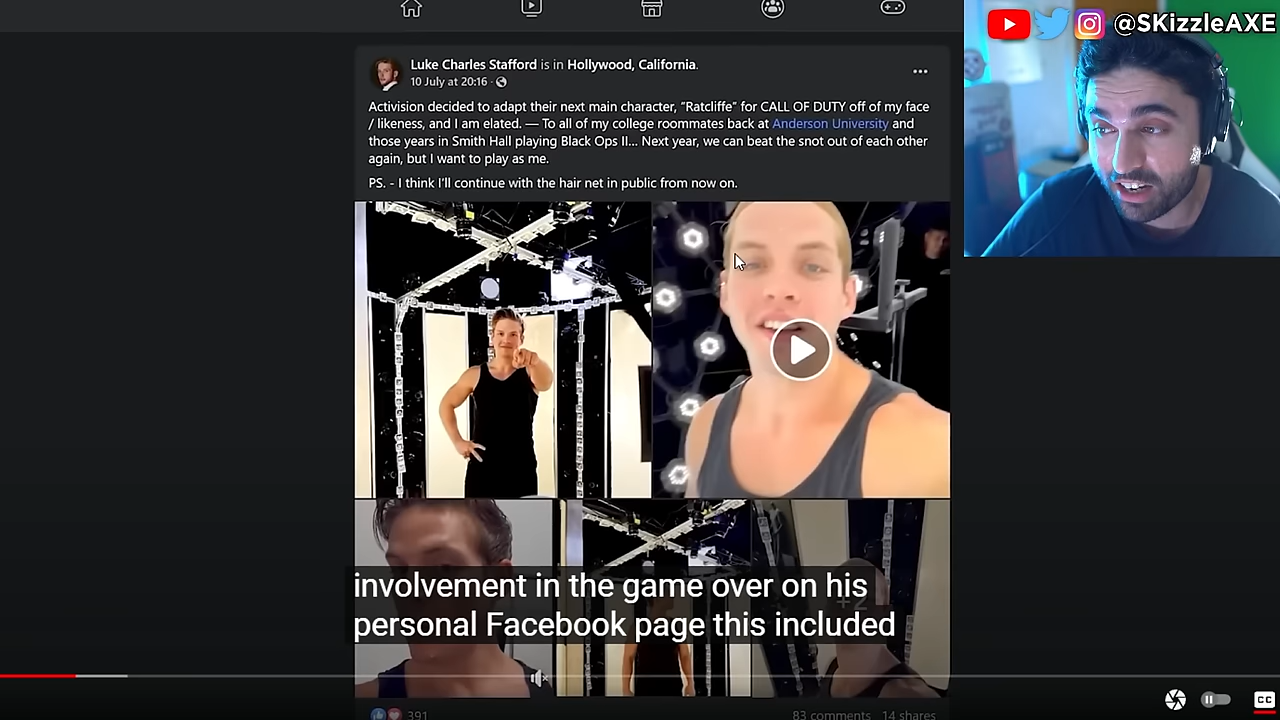 @SKizzleAXE
Luke Charles Stafford is in Hollywood, California.
10 July at 20:16 ·
Activision decided to adapt their next main character, "Ratcliffe" for CALL OF DUTY off of my face
/ likeness, and I am elated. — To all of my college roommates back at Anderson University and
those years in Smith Hall playing Black Ops II... Next year, we can beat the snot out of each other
again, but I want to play as me.
PS. - I think I'll continue with the hair net in public from now on.
+2
involvement in the game over on his
personal Facebook page this included
391
83 comments 14 shares
CC